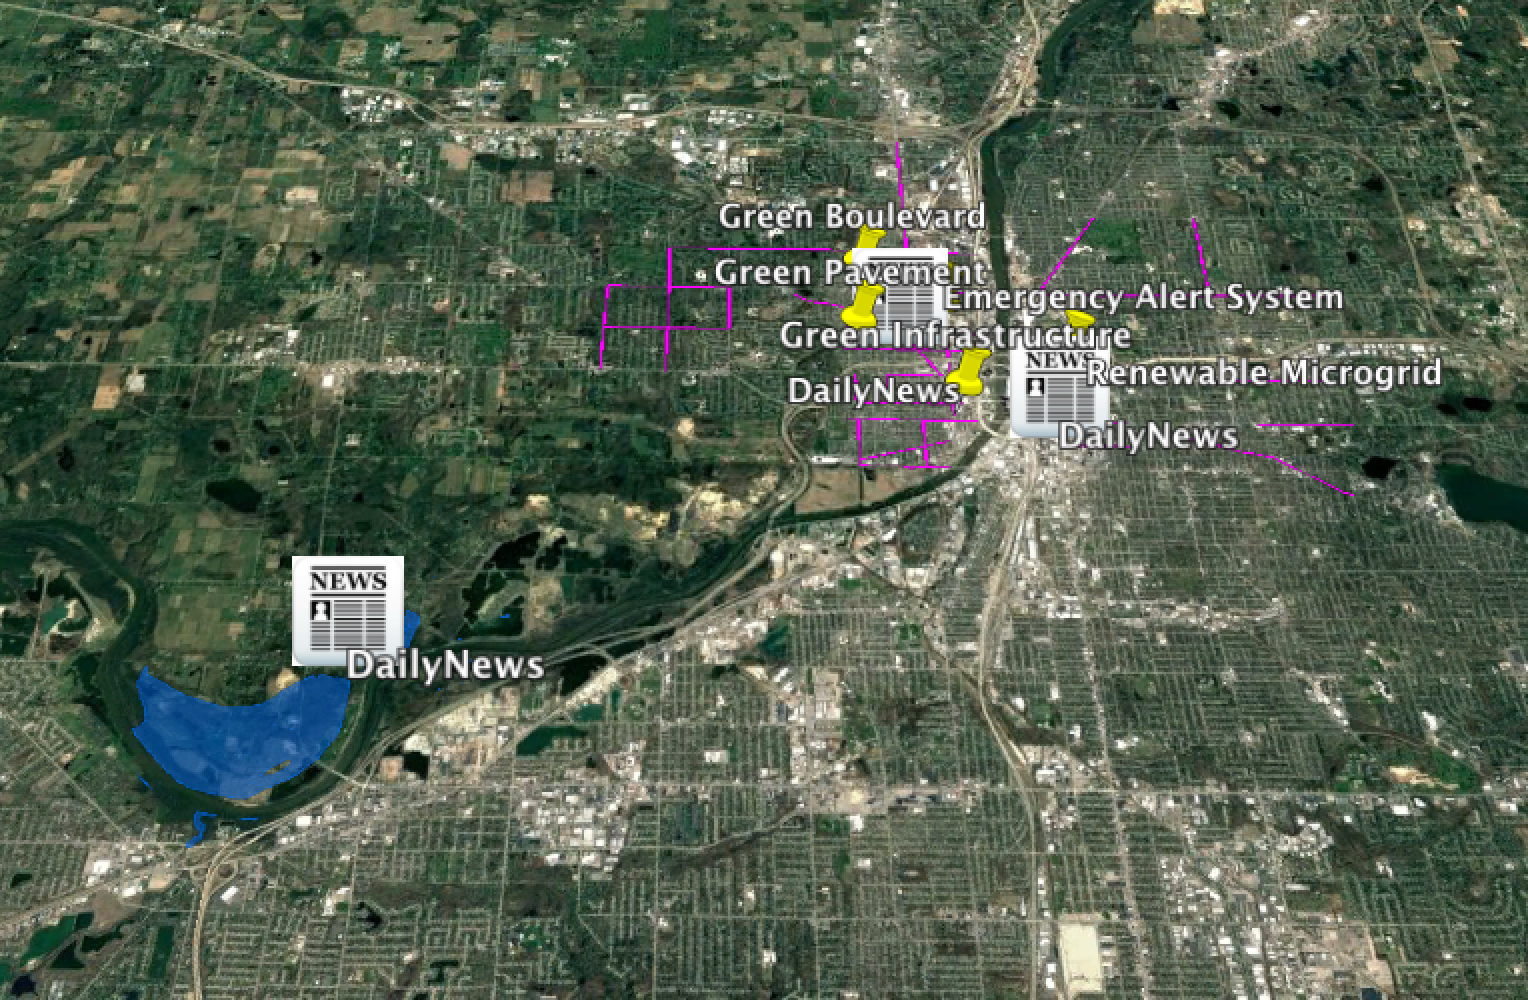 Green Boulevard
Green Pavement
Emergency Alert System
Green Infrastructure
NEWS
Renewable Microgrid
DailyNews
DailyNews
NEWS
DailyNews